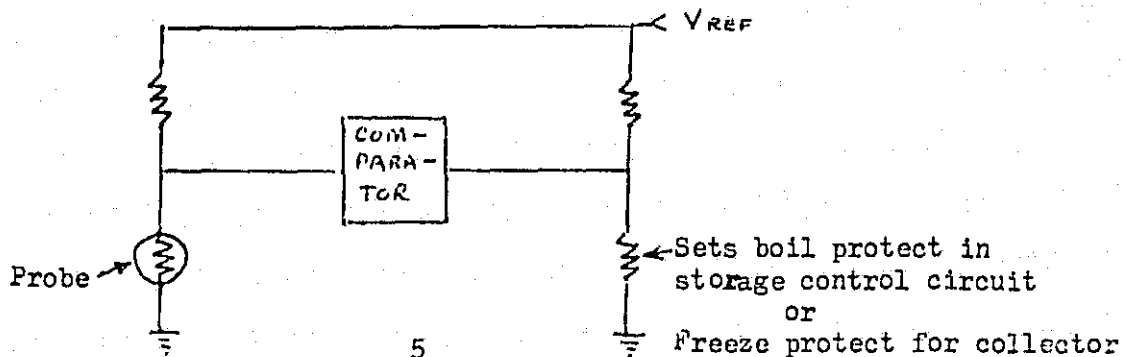 VREF
COM-
PARA-
TOR
Probe
Sets boil protect in
storage control circuit
or
Freeze protect for collector
5